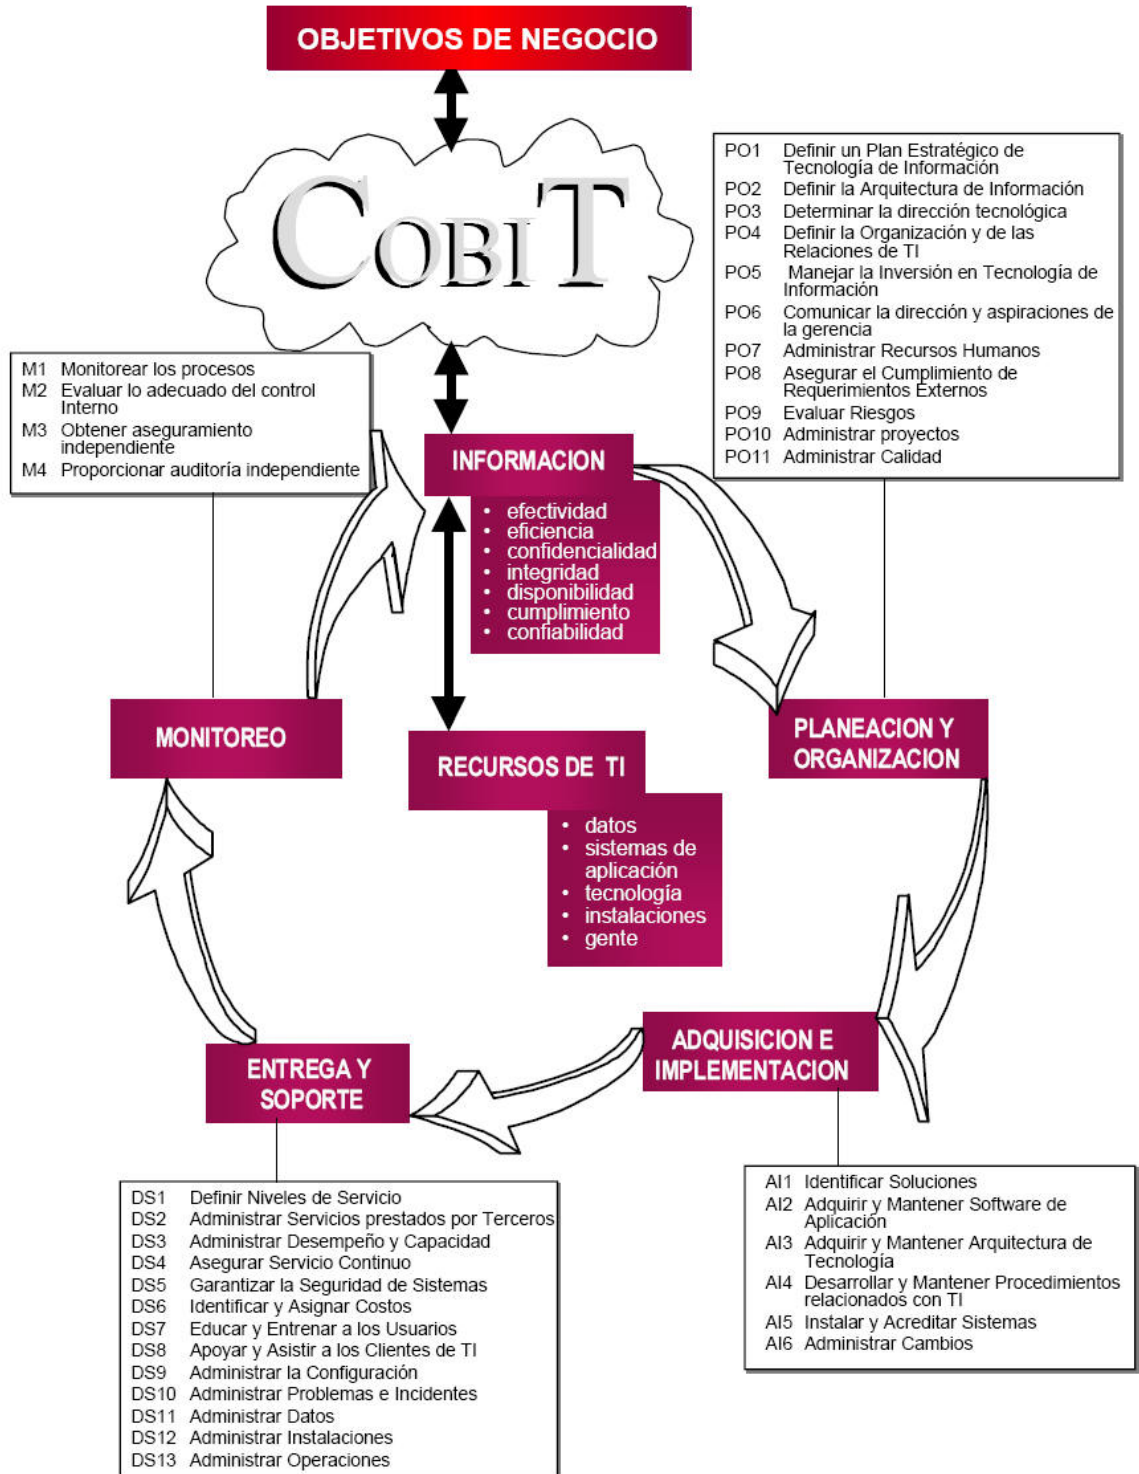 OBJETIVOS DE NEGOCIO
COBIT
PO1 Definir un Plan Estratégico de
Tecnología de Información
PO2 Definir la Arquitectura de Información
PO3 Determinar la dirección tecnológica
PO4 Definir la Organización y de las
Relaciones de TI
PO5 Manejar la Inversión en Tecnología de
Información
PO6 Comunicar la dirección y aspiraciones de
la gerencia
PO7 Administrar Recursos Humanos
PO8 Asegurar el Cumplimiento de
Requerimientos Externos
PO9 Evaluar Riesgos
PO10 Administrar proyectos
PO11 Administrar Calidad
M1 Monitorear los procesos
M2 Evaluar lo adecuado del control
Interno
M3 Obtener aseguramiento
independiente
M4 Proporcionar auditoría independiente
INFORMACION
• efectividad
• eficiencia
• confidencialidad
• integridad
• disponibilidad
• cumplimiento
• confiabilidad
MONITOREO
PLANEACION Y
ORGANIZACION
RECURSOS DE TI
• datos
• sistemas de
aplicación
• tecnología
• instalaciones
• gente
ADQUISICION E
IMPLEMENTACION
ENTREGA Y
SOPORTE
DS1 Definir Niveles de Servicio
DS2 Administrar Servicios prestados por Terceros
DS3 Administrar Desempeño y Capacidad
DS4 Asegurar Servicio Continuo
DS5 Garantizar la Seguridad de Sistemas
DS6 Identificar y Asignar Costos
DS7 Educar y Entrenar a los Usuarios
DS8 Apoyar y Asistir a los Clientes de TI
DS9 Administrar la Configuración
DS10 Administrar Problemas e Incidentes
DS11 Administrar Datos
DS12 Administrar Instalaciones
DS13 Administrar Operaciones
AI1 Identificar Soluciones
AI2 Adquirir y Mantener Software de
Aplicación
AI3 Adquirir y Mantener Arquitectura de
Tecnología
AI4 Desarrollar y Mantener Procedimientos
relacionados con TI
AI5 Instalar y Acreditar Sistemas
AI6 Administrar Cambios